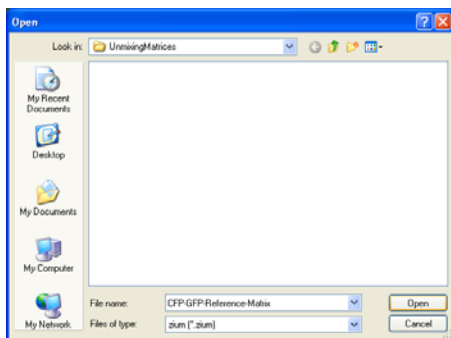 Open
Look in:
UnmixingMatrices
My Recent
Documents
Desktop
My Documents
My Computer
My Network
File name:
CFP-GFP-Reference-Matrix
Open
Files of type:
zium (*.zium)
Cancel